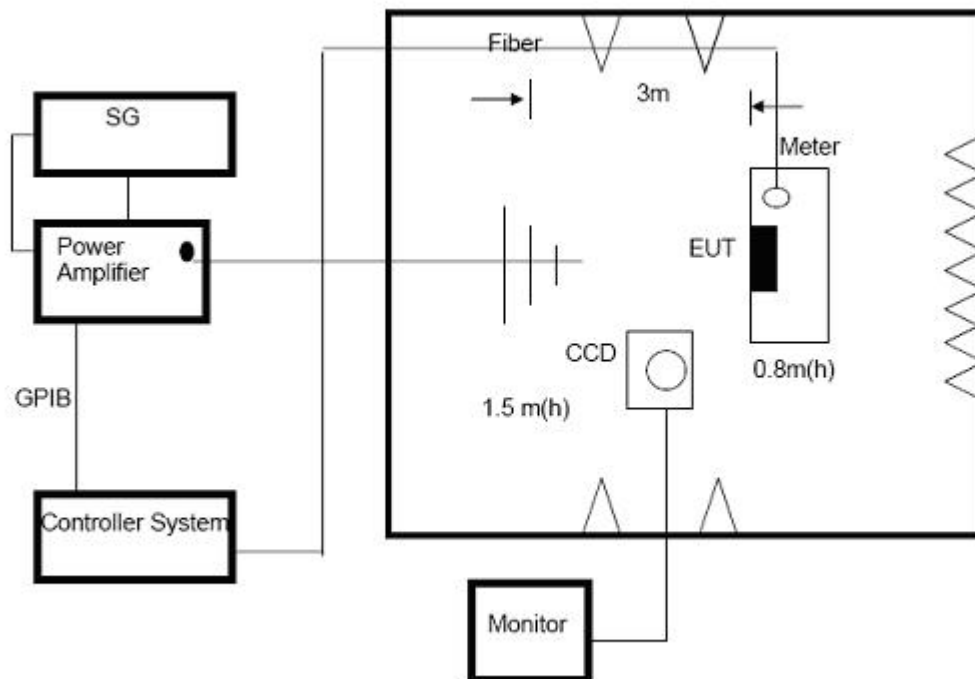 Fiber
3m
SG
Meter
Power
Amplifier
EUT
CCD
0.8m(h)
GPIB
1.5 m(h)
Controller System
Monitor